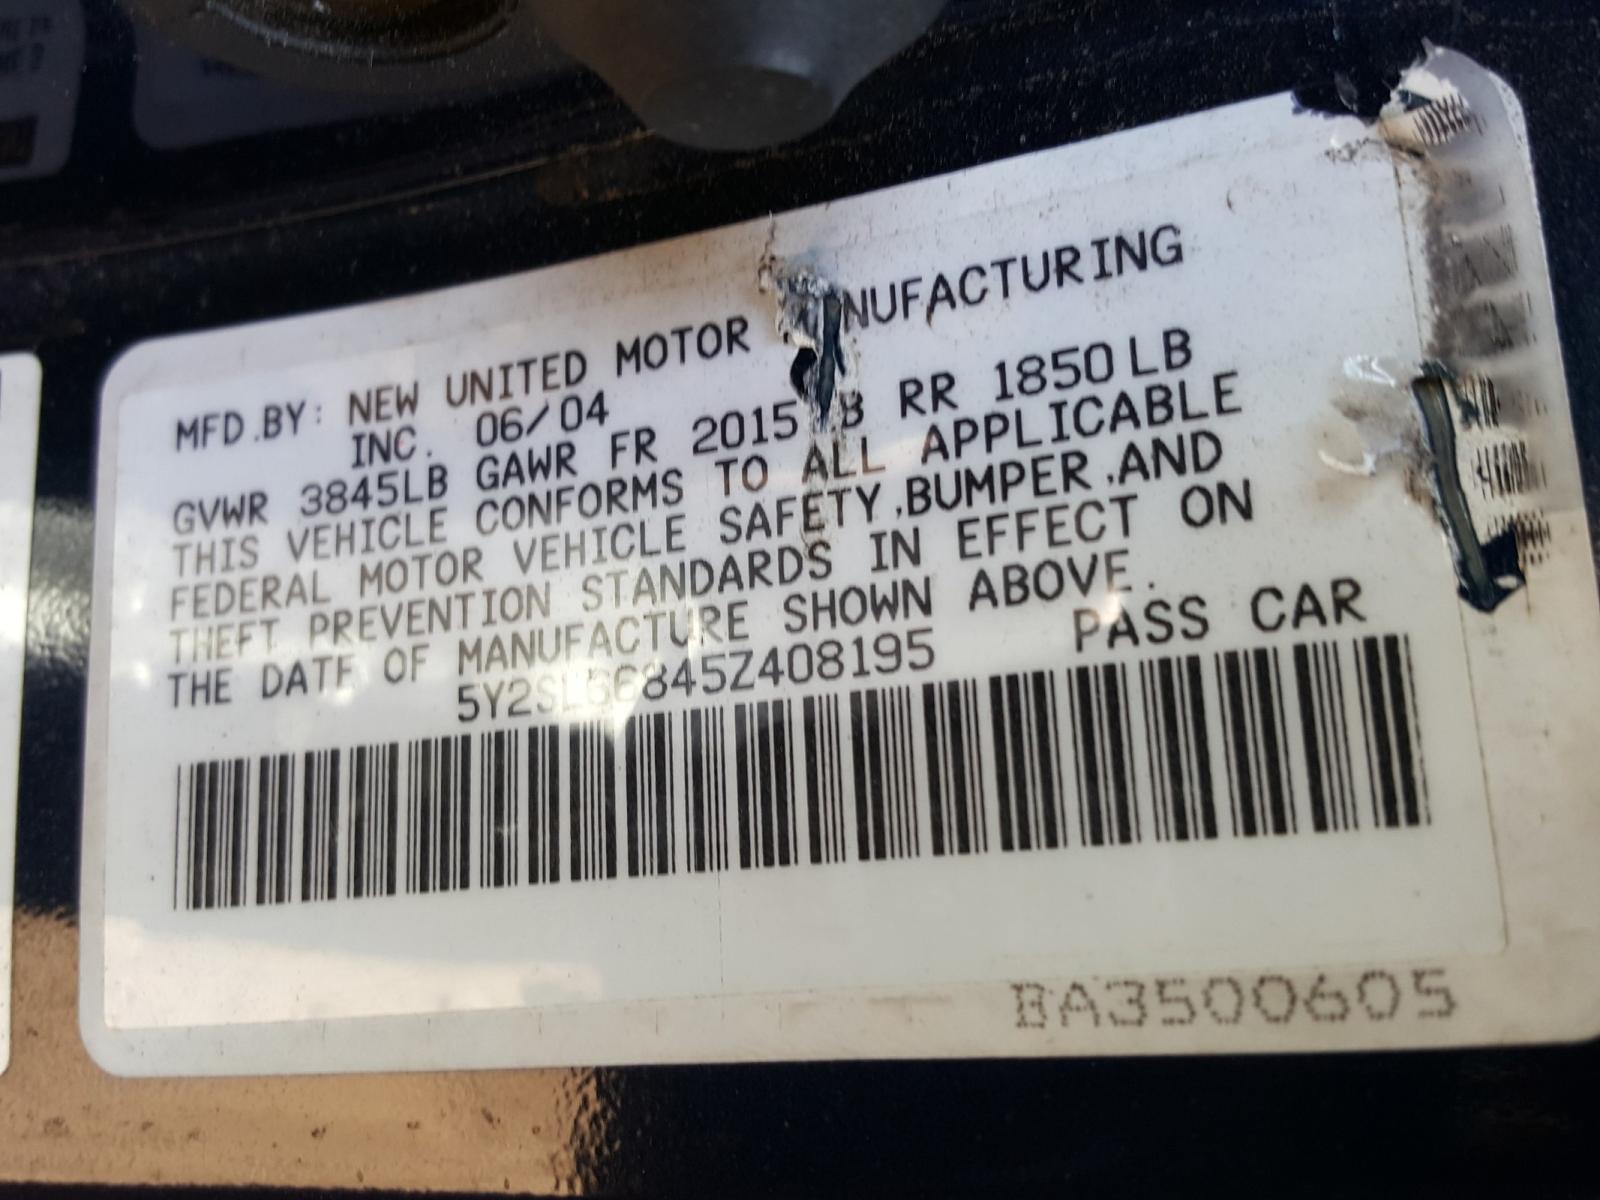 MFD.BY: NEW UNITED MOTOR MANUFACTURING
INC. 06/04
GVWR 3845LB GAWR FR 2015LB RR 1850LB
THIS VEHICLE CONFORMS TO ALL APPLICABLE
FEDERAL MOTOR VEHICLE SAFETY,BUMPER,AND
THEFT PREVENTION STANDARDS IN EFFECT ON
THE DATE OF MANUFACTURE SHOWN ABOVE.
5Y2SL66845Z408195 PASS CAR
BA3500605